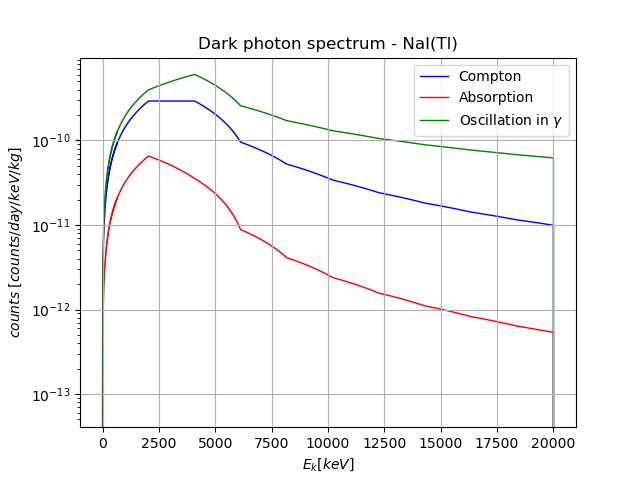 Dark photon spectrum - NaI(Tl)
Compton
Absorption
Oscillation in γ
counts [counts/day/keV/kg]
10⁻¹⁰
10⁻¹¹
10⁻¹²
10⁻¹³
0 2500 5000 7500 10000 12500 15000 17500 20000
E_k[keV]